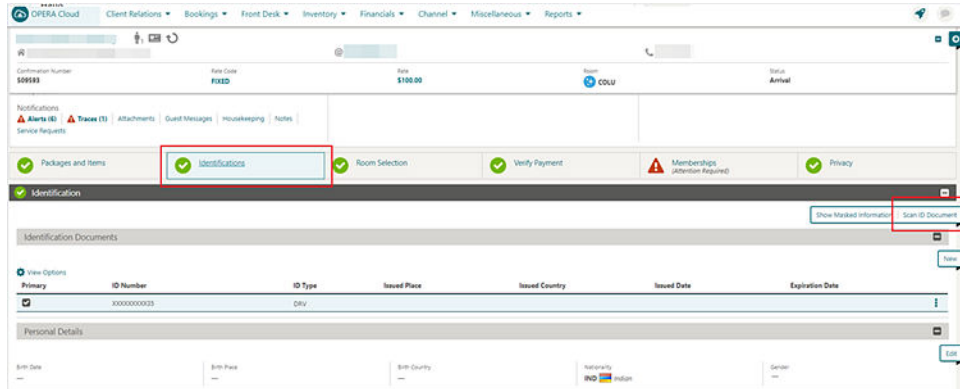 OPERA Cloud Client Relations Bookings Front Desk Inventory Financials Channel Miscellaneous Reports
@
Confirmation Number Rate Code Rate Room Status
509593 FIXED $100.00 COLU Arrival
Notifications
Alerts (6) Traces (1) Attachments Guest Messages Housekeeping Notes
Service Requests
Packages and Items Identifications Room Selection Verify Payment Memberships Privacy
(Attention Required)
Identification
Show Masked Information Scan ID Document
Identification Documents
New
View Options
Primary ID Number ID Type Issued Place Issued Country Issued Date Expiration Date
DRV
Personal Details
Edit
Birth Date Birth Place Birth Country Nationality Gender
— — — IND Indian —